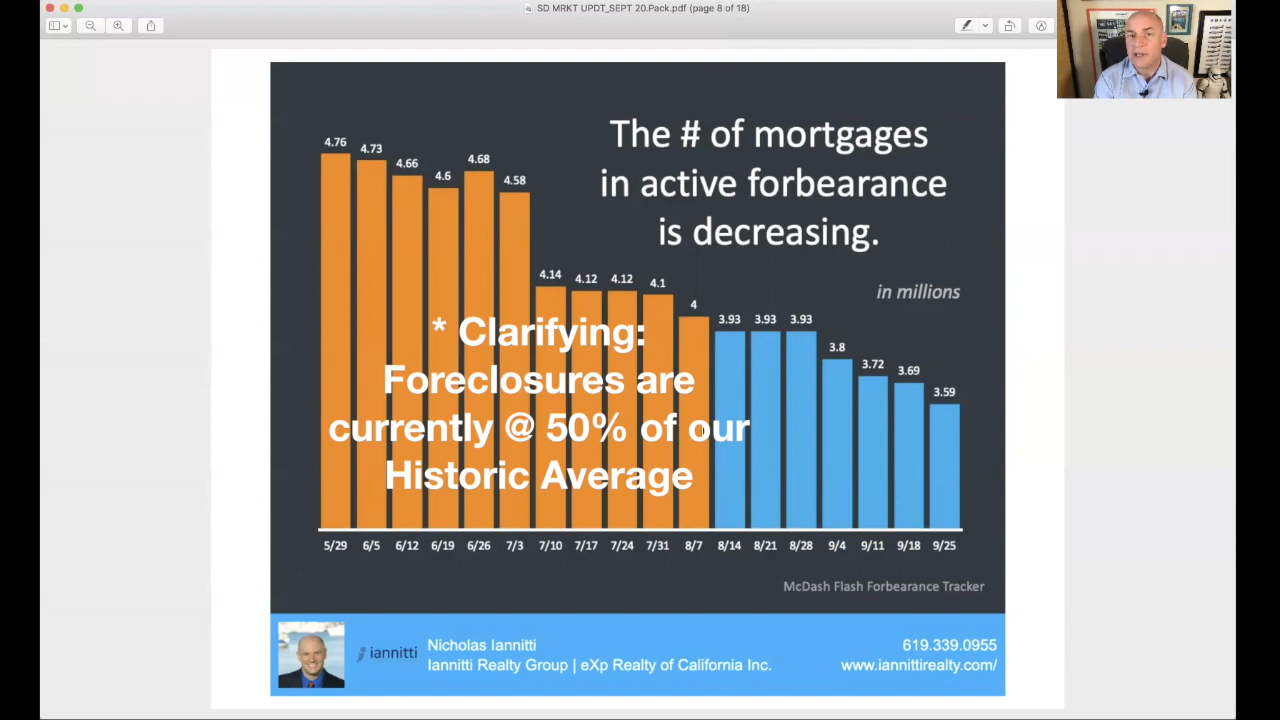 SD MRKT UPDT_SEPT 20.Pack.pdf (page 8 of 18)
The # of mortgages
in active forbearance
is decreasing.
in millions
4.76 4.73 4.66 4.6 4.68 4.58 4.14 4.12 4.12 4.1 4 3.93 3.93 3.93 3.8 3.72 3.69 3.59
* Clarifying:
Foreclosures are
currently @ 50% of our
Historic Average
5/29 6/5 6/12 6/19 6/26 7/3 7/10 7/17 7/24 7/31 8/7 8/14 8/21 8/28 9/4 9/11 9/18 9/25
McDash Flash Forbearance Tracker
iannitti
Nicholas Iannitti
Iannitti Realty Group | eXp Realty of California Inc.
619.339.0955
www.iannittirealty.com/